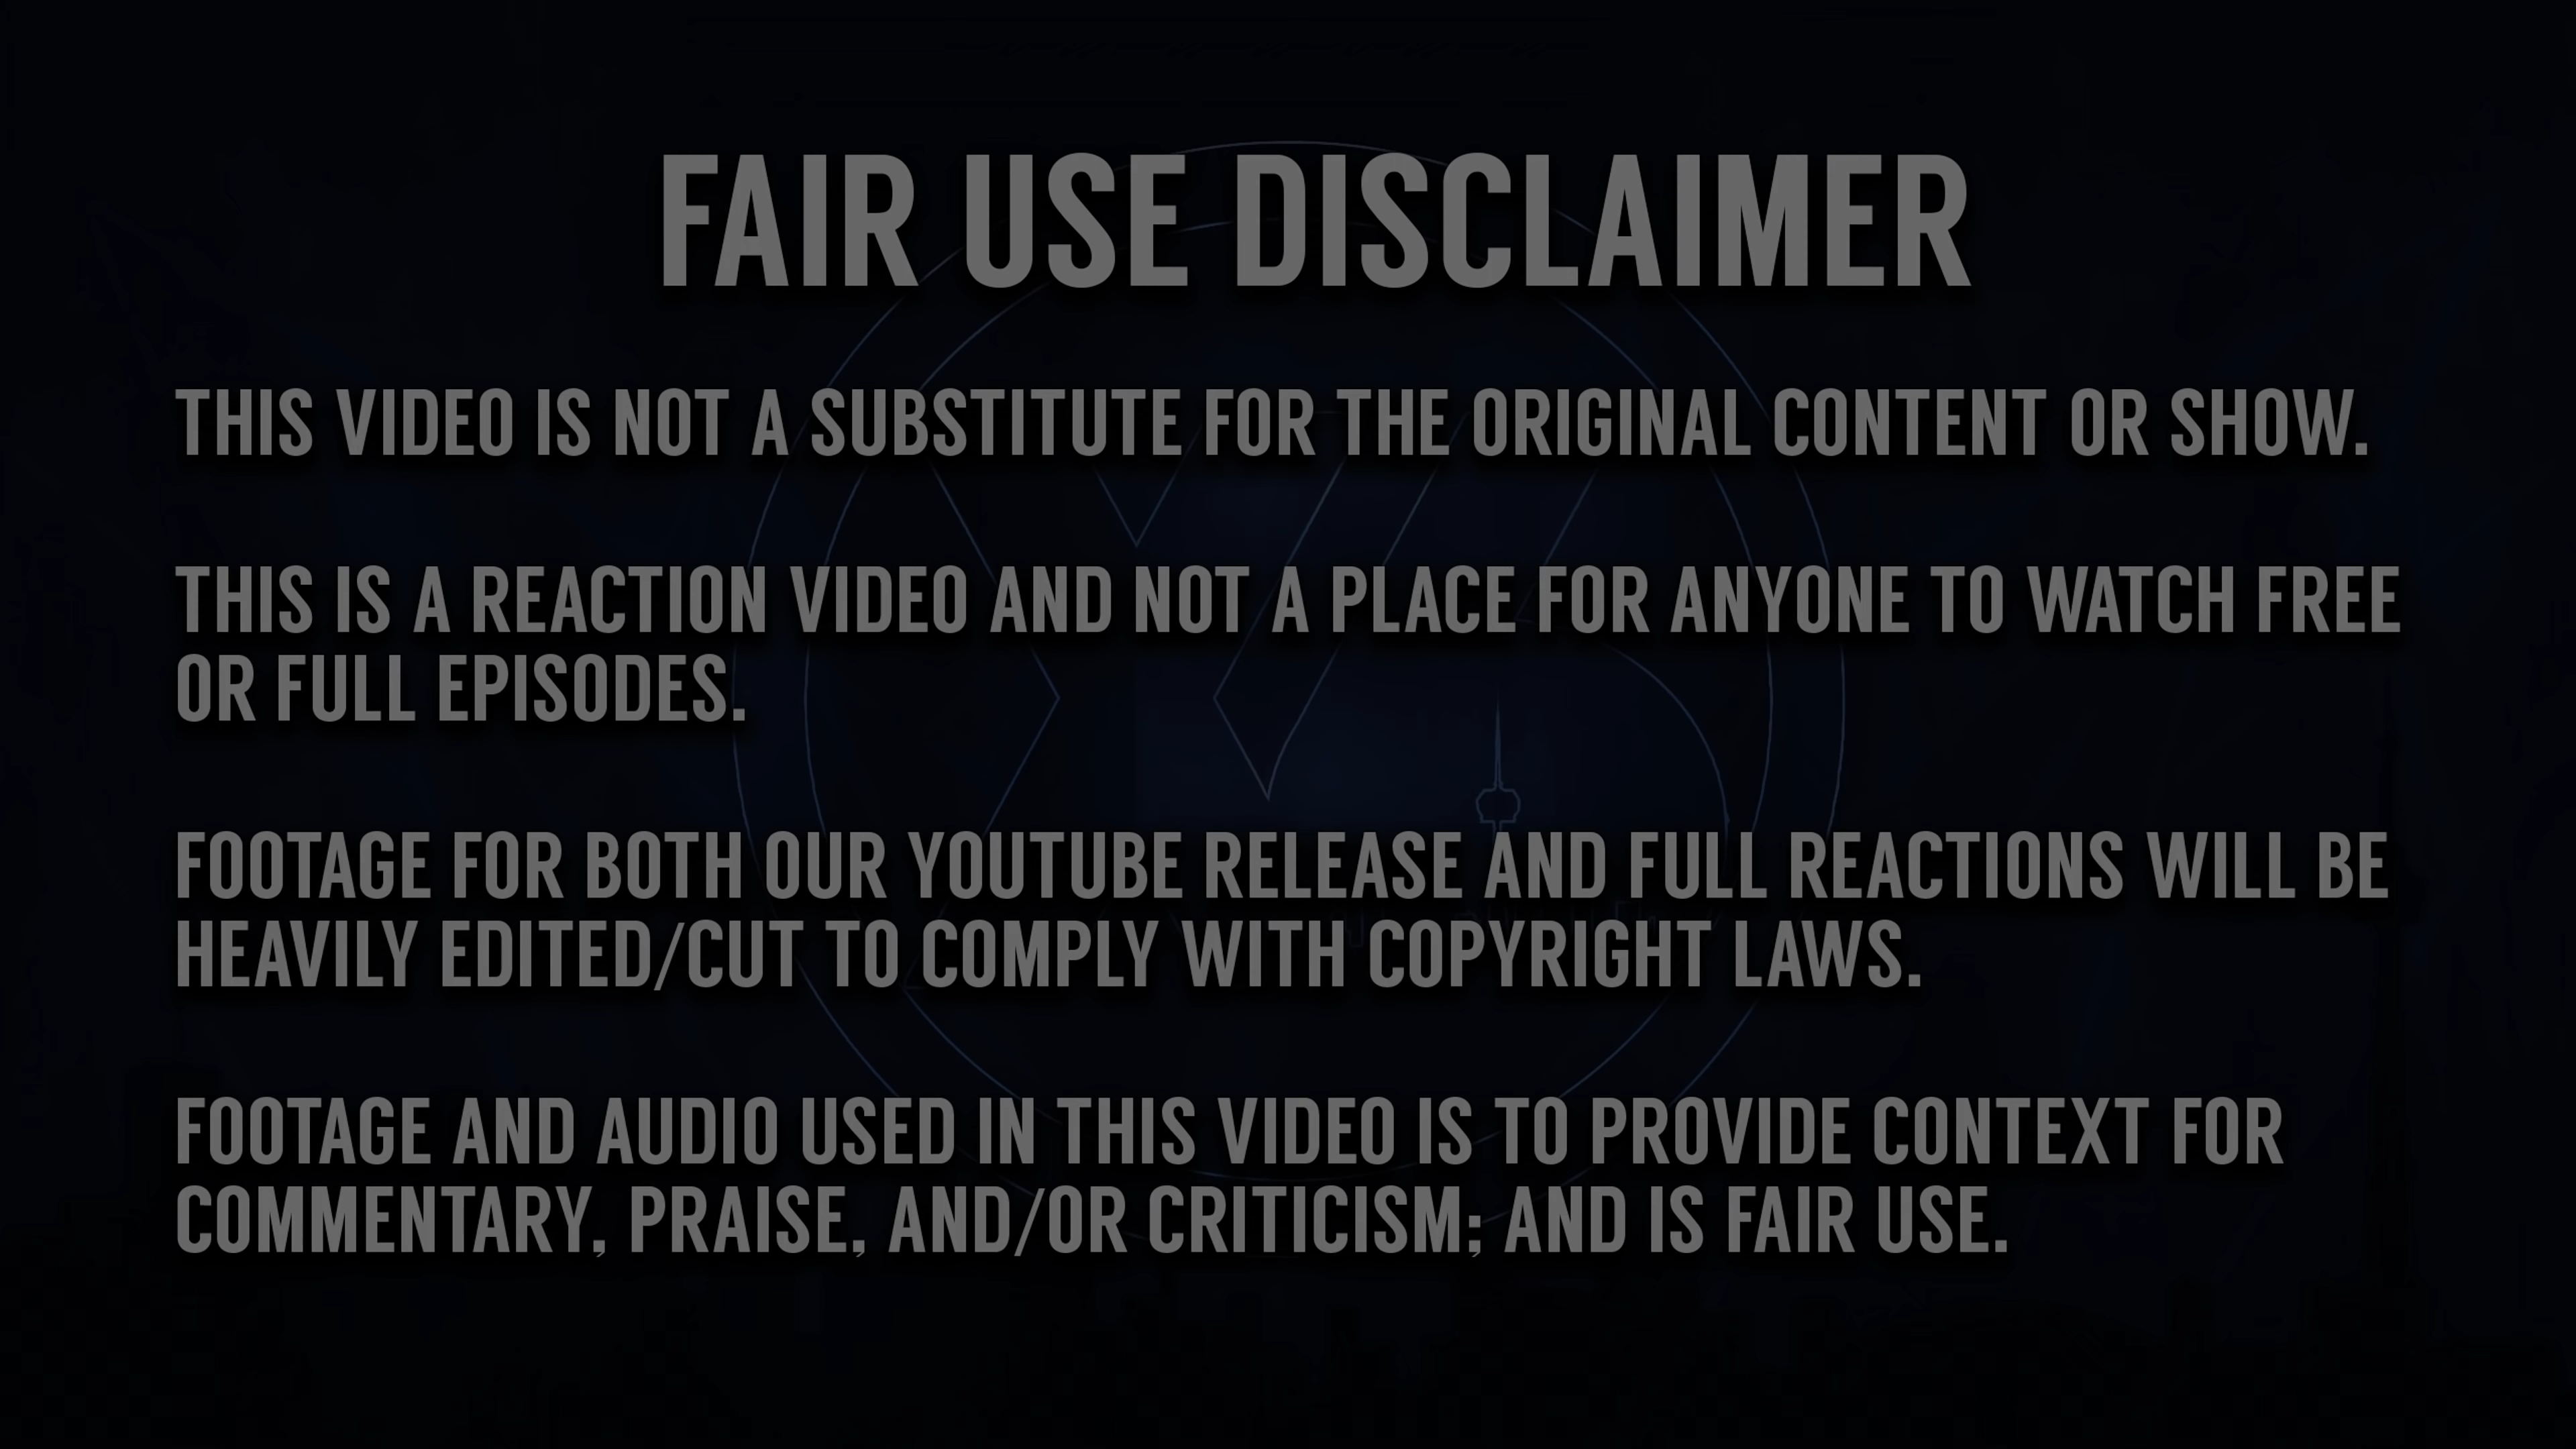 FAIR USE DISCLAIMER
THIS VIDEO IS NOT A SUBSTITUTE FOR THE ORIGINAL CONTENT OR SHOW.
THIS IS A REACTION VIDEO AND NOT A PLACE FOR ANYONE TO WATCH FREE
OR FULL EPISODES.
FOOTAGE FOR BOTH OUR YOUTUBE RELEASE AND FULL REACTIONS WILL BE
HEAVILY EDITED/CUT TO COMPLY WITH COPYRIGHT LAWS.
FOOTAGE AND AUDIO USED IN THIS VIDEO IS TO PROVIDE CONTEXT FOR
COMMENTARY, PRAISE, AND/OR CRITICISM; AND IS FAIR USE.